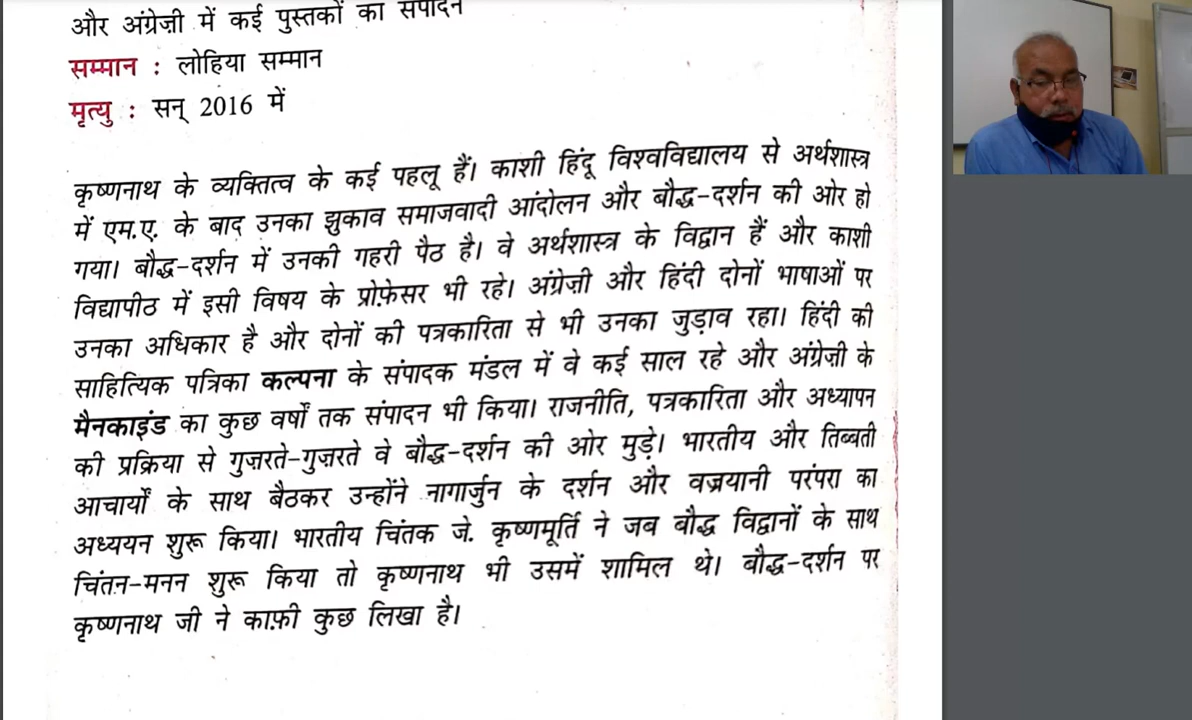 और अंग्रेज़ी में कई पुस्तकों का संपादन
सम्मान : लोहिया सम्मान
मृत्यु : सन् 2016 में
कृष्णनाथ के व्यक्तित्व के कई पहलू हैं। काशी हिंदू विश्वविद्यालय से अर्थशास्त्र
में एम.ए. के बाद उनका झुकाव समाजवादी आंदोलन और बौद्ध-दर्शन की ओर हो
गया। बौद्ध-दर्शन में उनकी गहरी पैठ है। वे अर्थशास्त्र के विद्वान हैं और काशी
विद्यापीठ में इसी विषय के प्रोफ़ेसर भी रहे। अंग्रेज़ी और हिंदी दोनों भाषाओं पर
उनका अधिकार है और दोनों की पत्रकारिता से भी उनका जुड़ाव रहा। हिंदी की
साहित्यिक पत्रिका कल्पना के संपादक मंडल में वे कई साल रहे और अंग्रेज़ी के
मैनकाइंड का कुछ वर्षों तक संपादन भी किया। राजनीति, पत्रकारिता और अध्यापन
की प्रक्रिया से गुज़रते-गुज़रते वे बौद्ध-दर्शन की ओर मुड़े। भारतीय और तिब्बती
आचार्यों के साथ बैठकर उन्होंने नागार्जुन के दर्शन और वज्रयानी परंपरा का
अध्ययन शुरू किया। भारतीय चिंतक जे. कृष्णमूर्ति ने जब बौद्ध विद्वानों के साथ
चिंतन-मनन शुरू किया तो कृष्णनाथ भी उसमें शामिल थे। बौद्ध-दर्शन पर
कृष्णनाथ जी ने काफ़ी कुछ लिखा है।